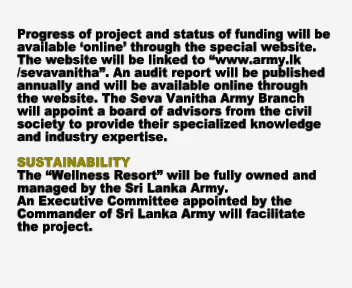 Progress of project and status of funding will be
available ‘online’ through the special website.
The website will be linked to “www.army.lk
/sevavanitha”. An audit report will be published
annually and will be available online through
the website. The Seva Vanitha Army Branch
will appoint a board of advisors from the civil
society to provide their specialized knowledge
and industry expertise.
SUSTAINABILITY
The “Wellness Resort” will be fully owned and
managed by the Sri Lanka Army.
An Executive Committee appointed by the
Commander of Sri Lanka Army will facilitate
the project.